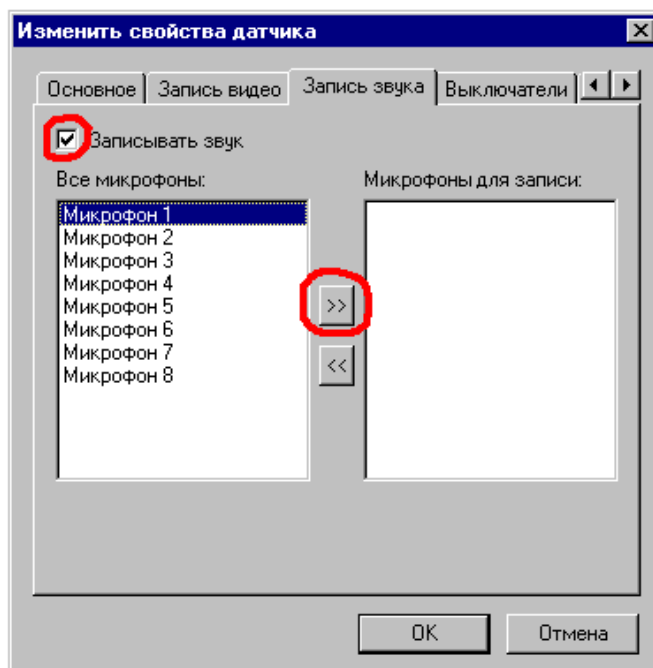 Изменить свойства датчика
Основное Запись видео Запись звука Выключатели
Записывать звук
Все микрофоны: Микрофоны для записи:
Микрофон 1
Микрофон 2
Микрофон 3
Микрофон 4
Микрофон 5
Микрофон 6
Микрофон 7
Микрофон 8
>>
<<
OK Отмена